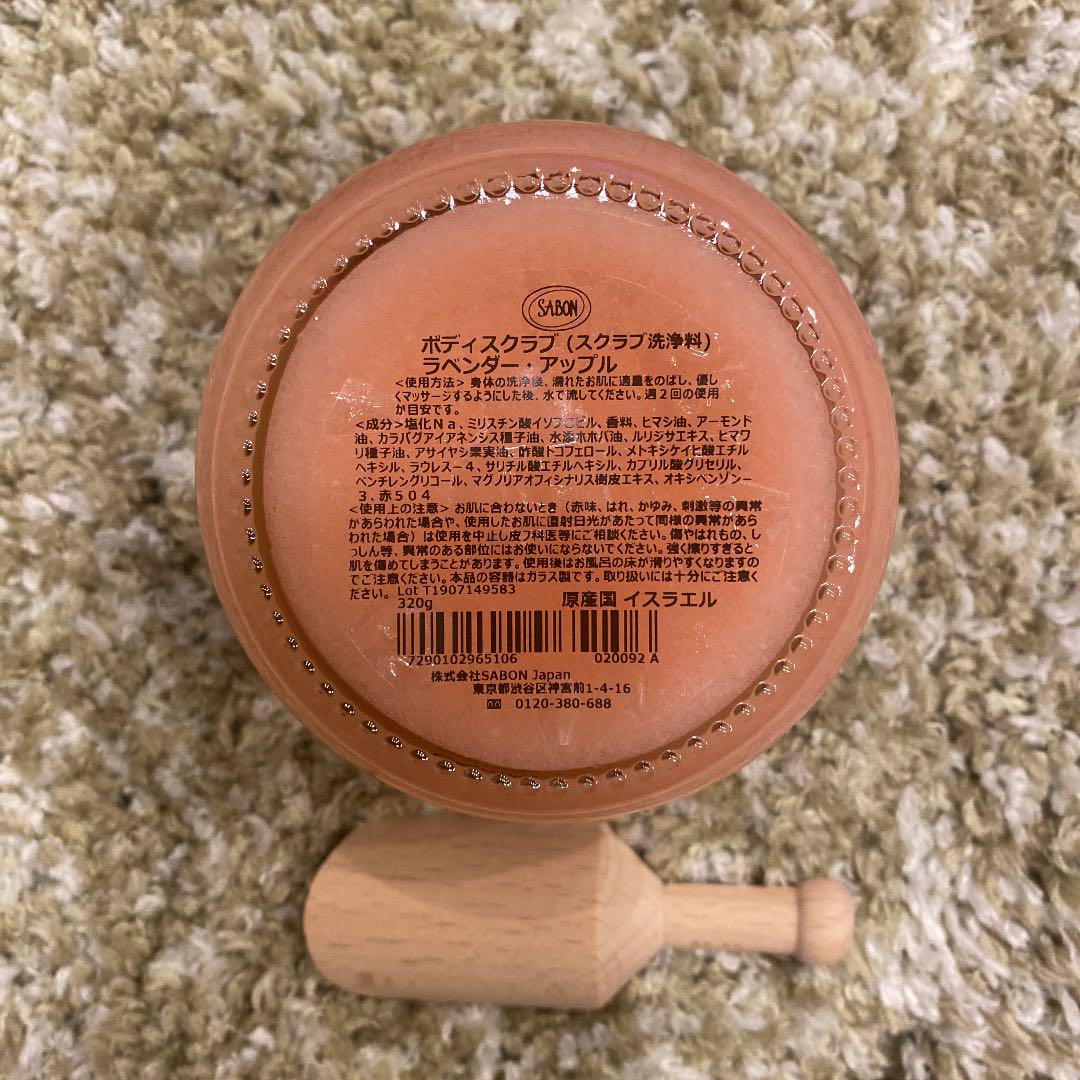 SABON
ボディスクラブ (スクラブ洗浄料)
ラベンダー・アップル
<使用方法> 身体の洗浄後、濡れたお肌に適量をのばし、優し
くマッサージするようにした後、水で流してください。週2回の使用
が目安です。
<成分>塩化Na、ミリスチン酸イソプロピル、香料、ヒマシ油、アーモンド
油、カラパグアイアネンシス種子油、水添ホホバ油、ルリジサエキス、ヒマワ
リ種子油、アサイヤシ果実油、酢酸トコフェロール、メトキシケイヒ酸エチル
ヘキシル、ラウレス－4、サリチル酸エチルヘキシル、カプリル酸グリセリル、
ペンチレングリコール、マグノリアオフィシナリス樹皮エキス、オキシベンゾン－
3、赤504
<使用上の注意> お肌に合わないとき (赤味、はれ、かゆみ、刺激等の異常
があらわれた場合や、使用したお肌に直射日光があたって同様の異常があら
われた場合) は使用を中止し皮フ科医等にご相談ください。傷やはれもの、し
っしん等、異常のある部位にはお使いにならないでください。強く擦りすぎると
肌を傷めてしまうことがあります。使用後はお風呂の床が滑りやすくなりますの
でご注意ください。本品の容器はガラス製です。取り扱いには十分にご注意く
ださい。 Lot T1907149583
320g 原産国 イスラエル
7290102965106 020092 A
株式会社SABON Japan
東京都渋谷区神宮前1-4-16
0120-380-688